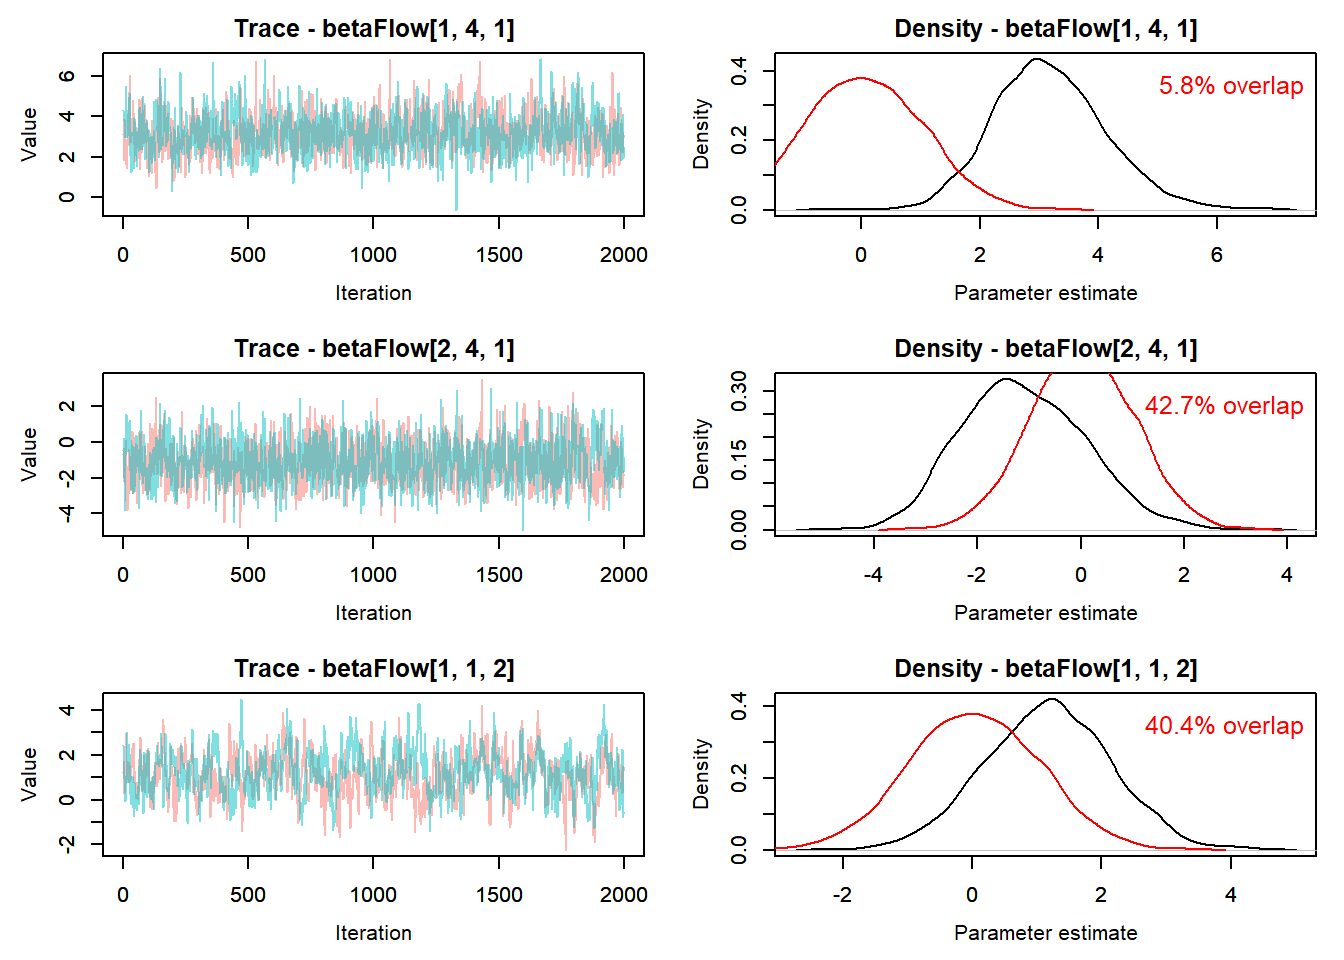 Trace - betaFlow[1, 4, 1]
Value
0 2 4 6
0 500 1000 1500 2000
Iteration
Density - betaFlow[1, 4, 1]
Density
0.0 0.2 0.4
5.8% overlap
0 2 4 6
Parameter estimate
Trace - betaFlow[2, 4, 1]
Value
-4 -2 0 2
0 500 1000 1500 2000
Iteration
Density - betaFlow[2, 4, 1]
Density
0.00 0.15 0.30
42.7% overlap
-4 -2 0 2 4
Parameter estimate
Trace - betaFlow[1, 1, 2]
Value
-2 0 2 4
0 500 1000 1500 2000
Iteration
Density - betaFlow[1, 1, 2]
Density
0.0 0.2 0.4
40.4% overlap
-2 0 2 4
Parameter estimate